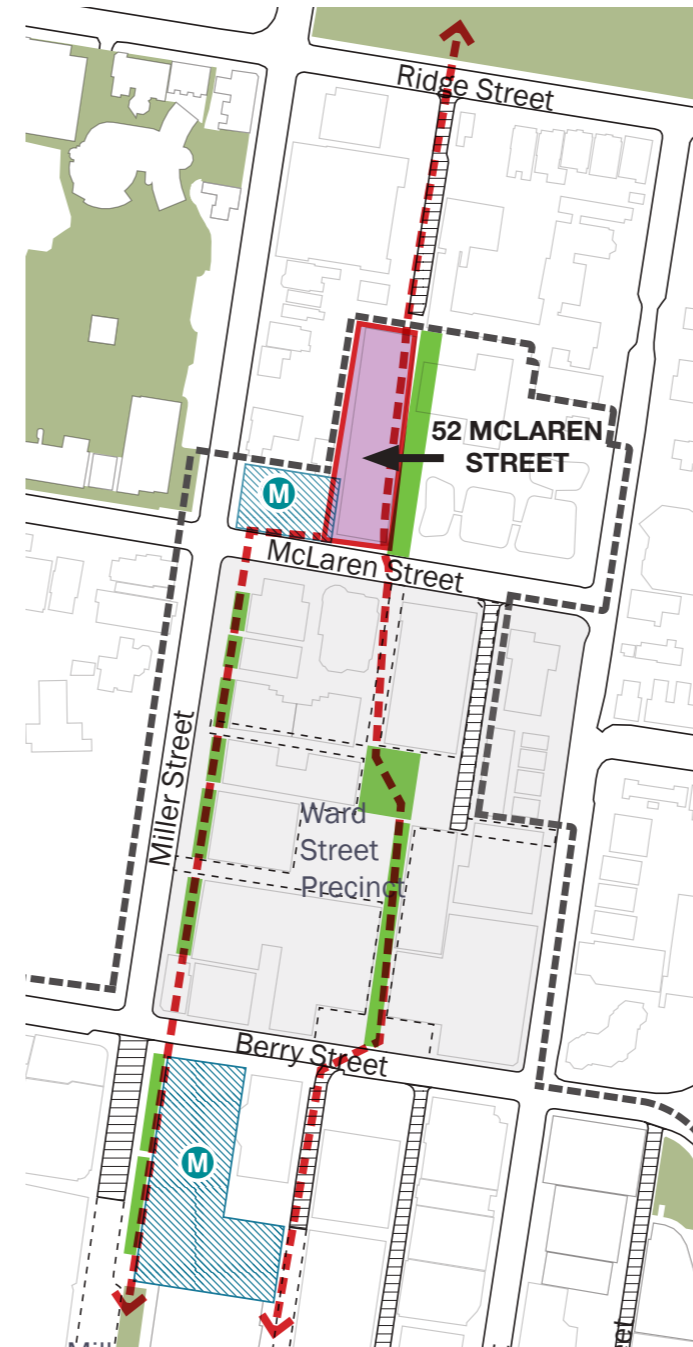 Ridge Street
52 MCLAREN
STREET
M
McLaren Street
Miller Street
Ward
Street
Precinct
Berry Street
M